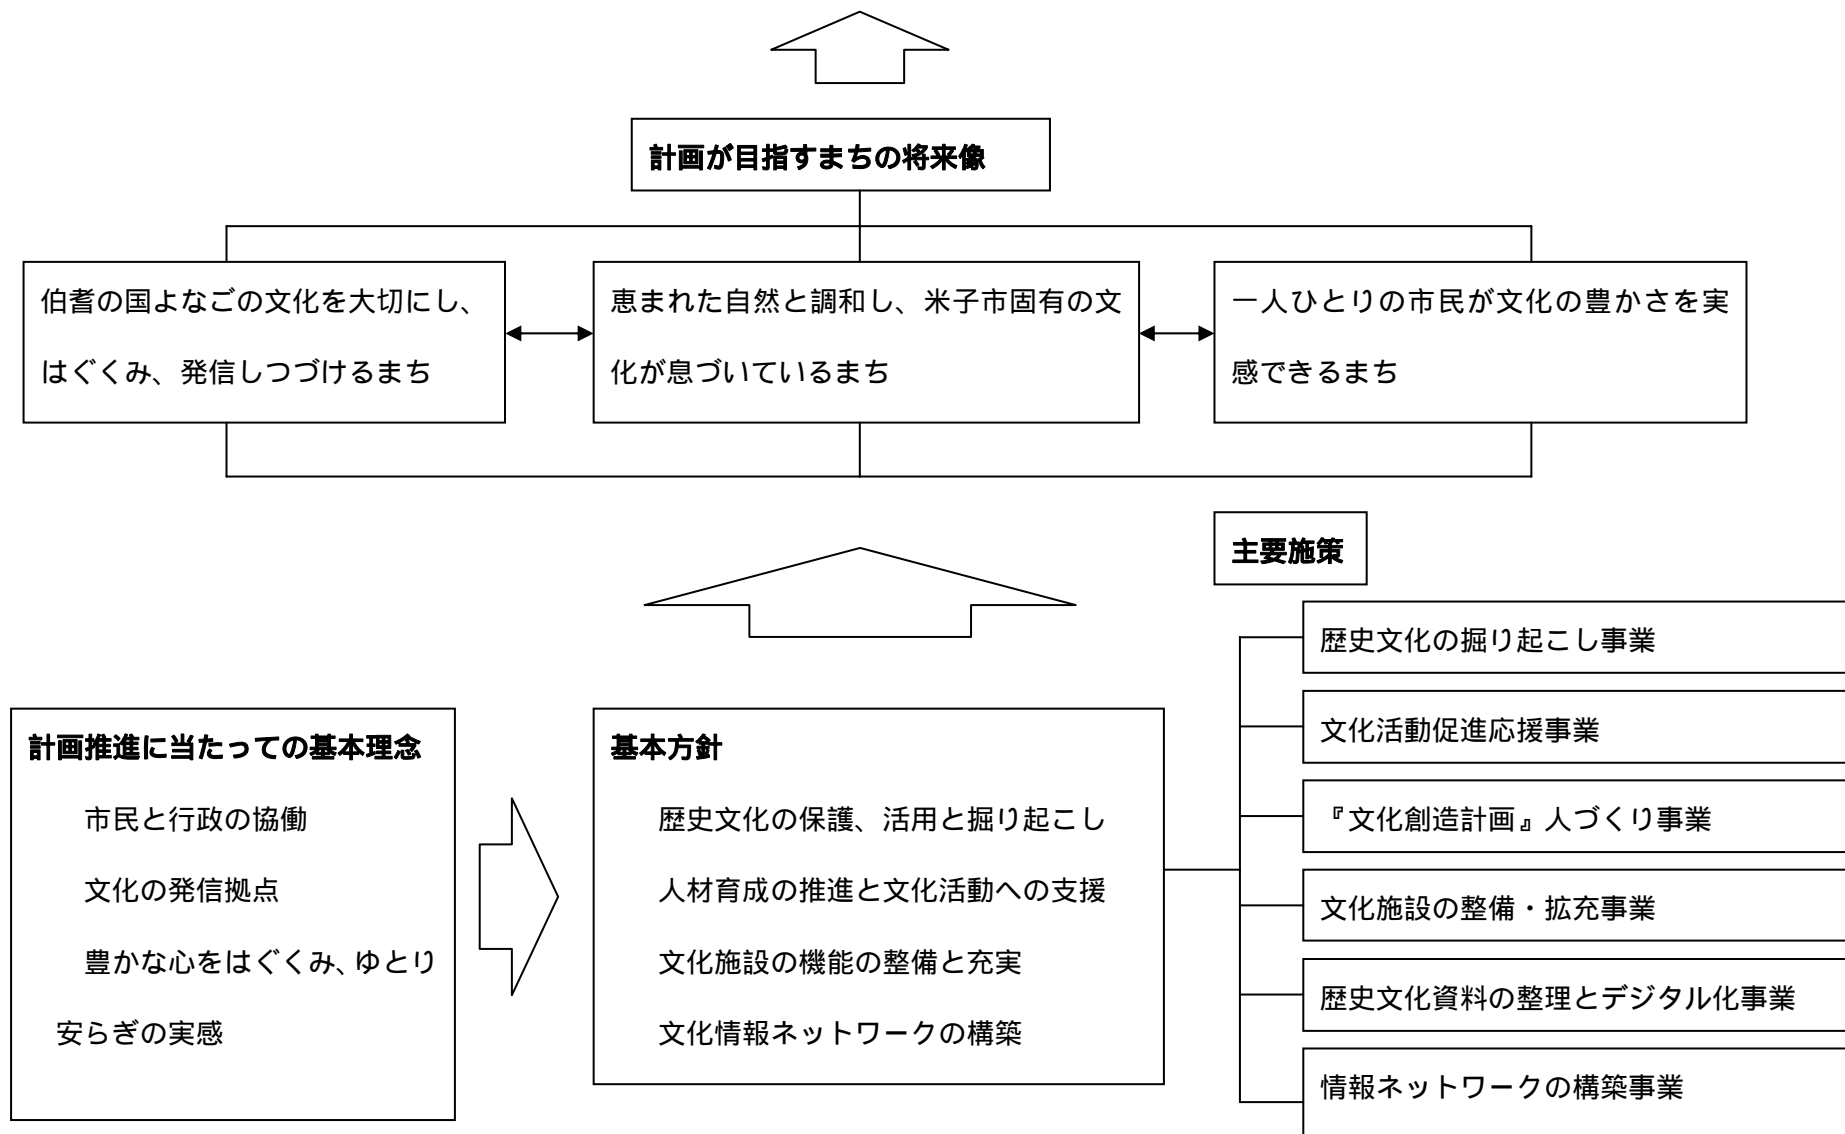 計画が目指すまちの将来像
伯耆の国よなごの文化を大切にし、
はぐくみ、発信しつづけるまち
恵まれた自然と調和し、米子市固有の文
化が息づいているまち
一人ひとりの市民が文化の豊かさを実
感できるまち
計画推進に当たっての基本理念
市民と行政の協働
文化の発信拠点
豊かな心をはぐくみ、ゆとり
安らぎの実感
基本方針
歴史文化の保護、活用と掘り起こし
人材育成の推進と文化活動への支援
文化施設の機能の整備と充実
文化情報ネットワークの構築
主要施策
歴史文化の掘り起こし事業
文化活動促進応援事業
『文化創造計画』人づくり事業
文化施設の整備・拡充事業
歴史文化資料の整理とデジタル化事業
情報ネットワークの構築事業